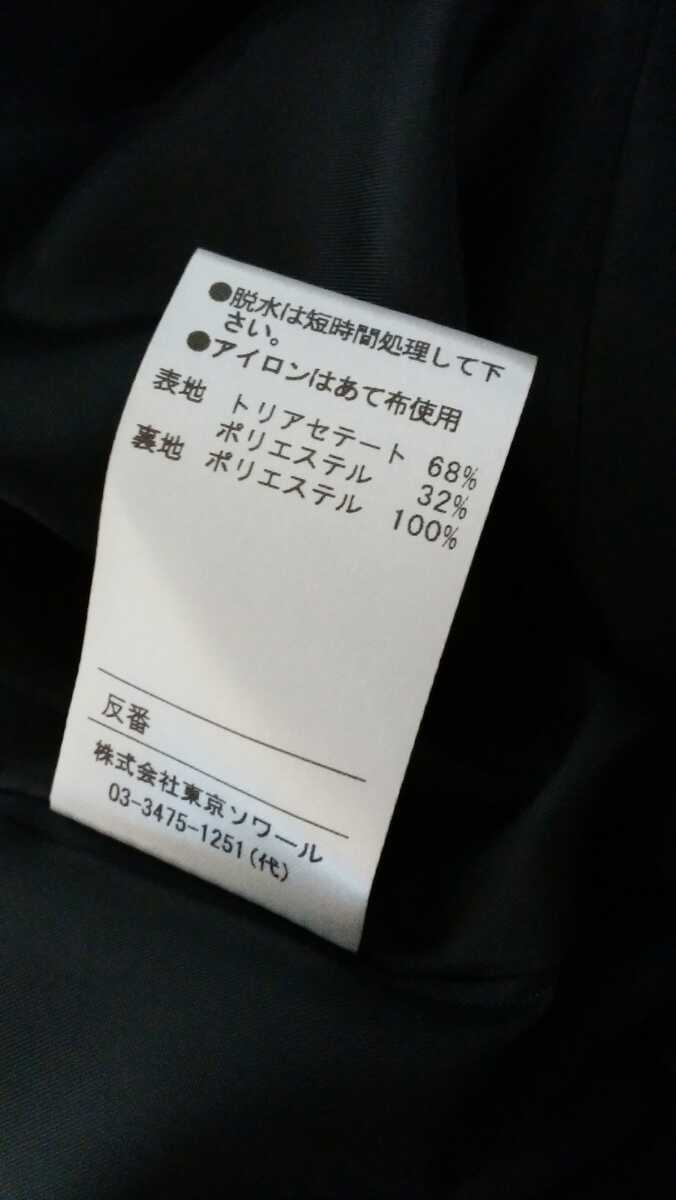 ●脱水は短時間処理して下
さい。
●アイロンはあて布使用
表地 トリアセテート 68%
ポリエステル 32%
裏地 ポリエステル 100%
反番
株式会社東京ソワール
03-3475-1251(代)